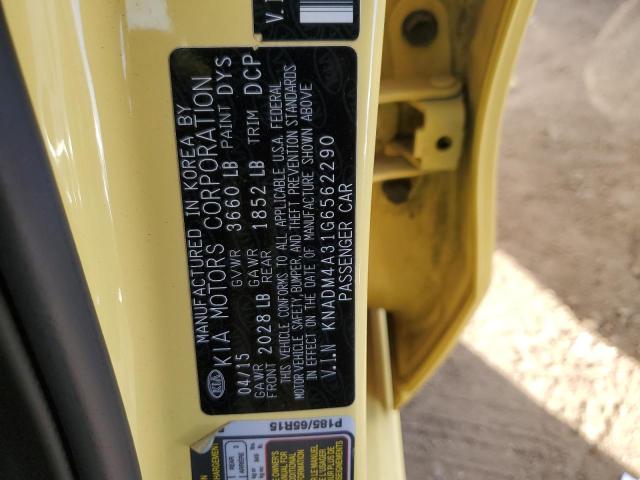 MANUFACTURED IN KOREA BY
KIA MOTORS CORPORATION
04/15 GVWR 3660 LB PAINT DYS
GAWR FRONT 2028 LB GAWR REAR 1852 LB TRIM DCP
THIS VEHICLE CONFORMS TO ALL APPLICABLE U.S.A. FEDERAL
MOTOR VEHICLE SAFETY, BUMPER, AND THEFT PREVENTION STANDARDS
IN EFFECT ON THE DATE OF MANUFACTURE SHOWN ABOVE
V.I.N KNADM4A31G6562290
PASSENGER CAR
KIA
P185/65R15
REAR